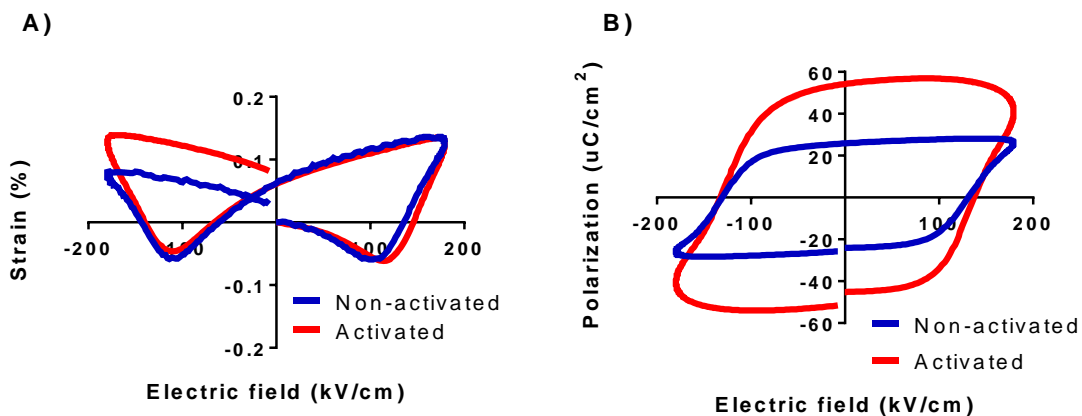 A)
Strain (%)
0.2
0.1
-0.1
-0.2
-200
-100
100
200
Non-activated
Activated
Electric field (kV/cm)
B)
Polarization (uC/cm²)
60
40
20
-20
-40
-60
-200
-100
100
200
Non-activated
Activated
Electric field (kV/cm)